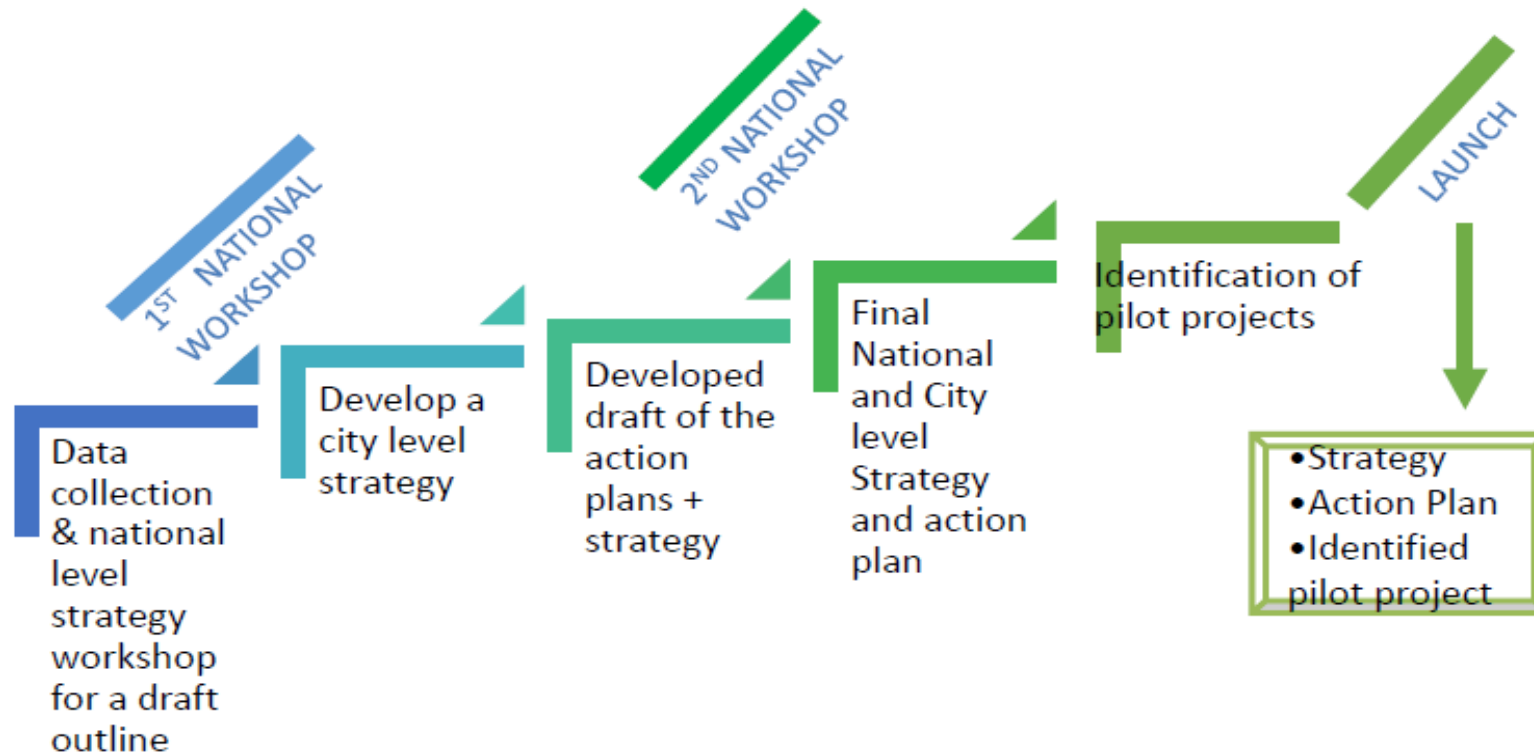 1ST NATIONAL
WORKSHOP
2ND NATIONAL
WORKSHOP
LAUNCH
Data
collection
& national
level
strategy
workshop
for a draft
outline
Develop a
city level
strategy
Developed
draft of the
action
plans +
strategy
Final
National
and City
level
Strategy
and action
plan
Identification of
pilot projects
•Strategy
•Action Plan
•Identified
pilot project